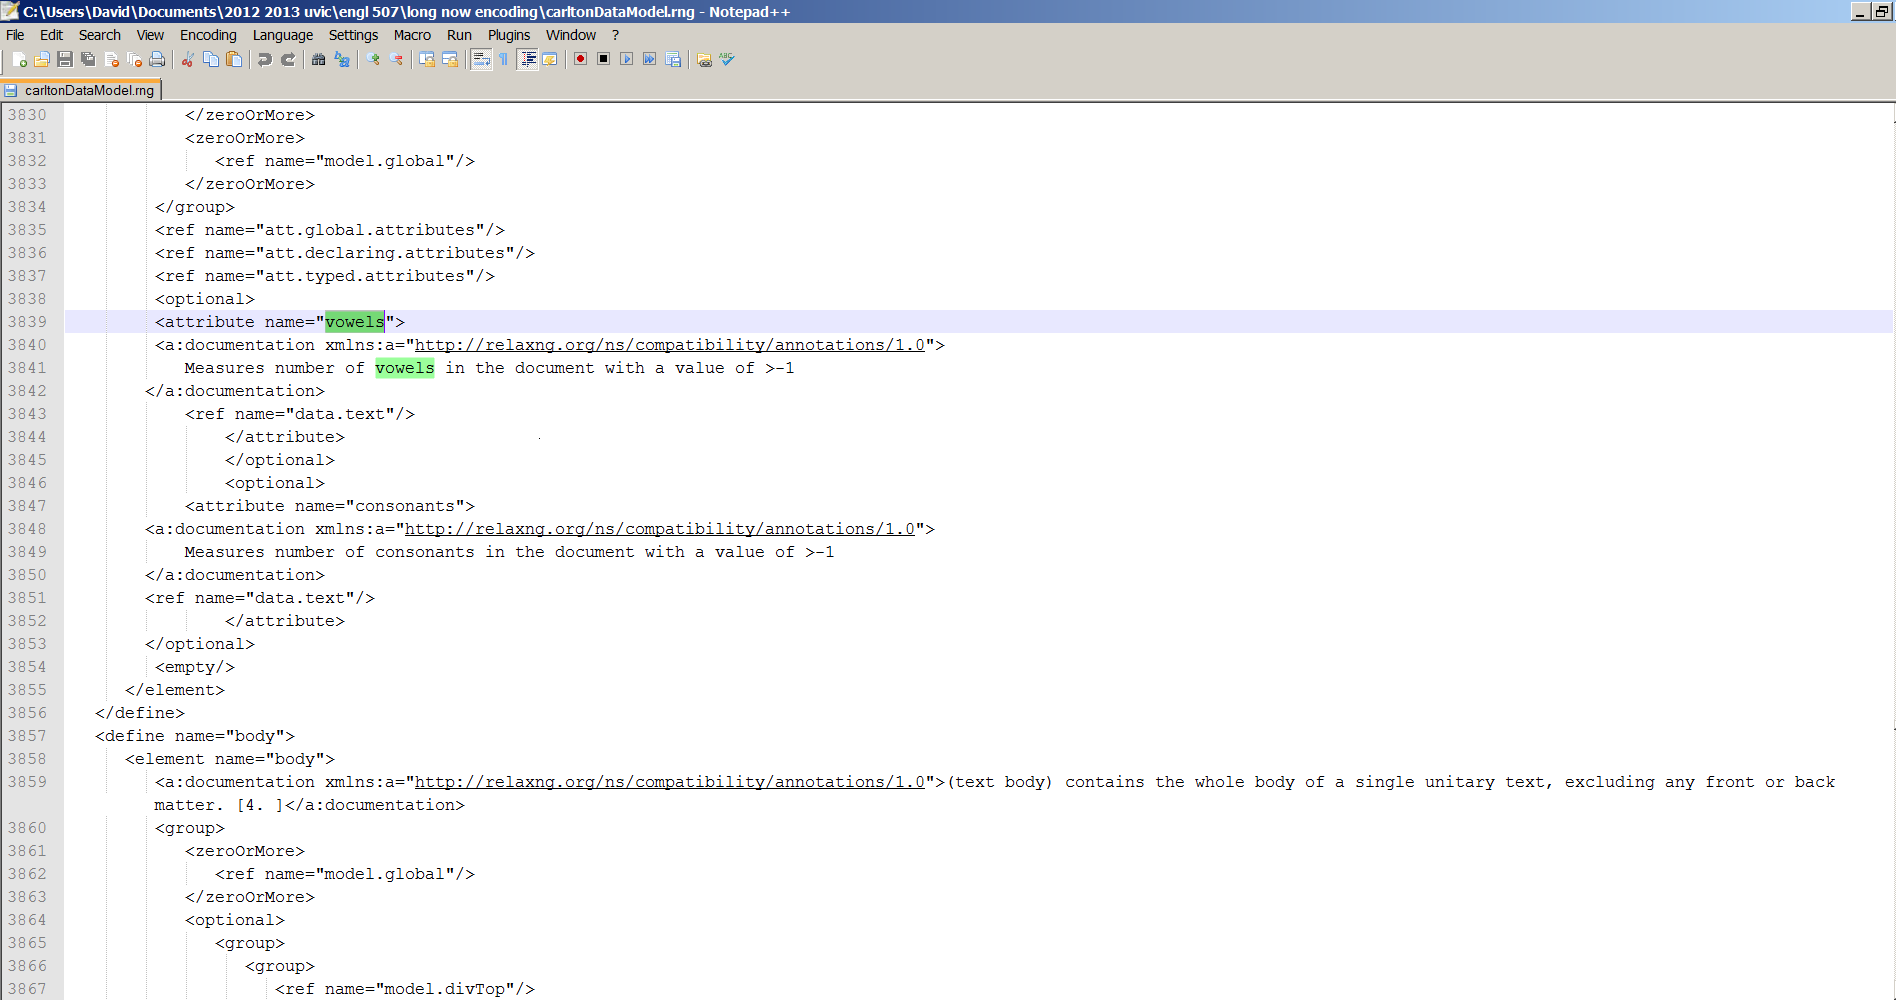 C:\Users\David\Documents\2012 2013 uvic\engl 507\long now encoding\carltonDataModel.rng - Notepad++
File Edit Search View Encoding Language Settings Macro Run Plugins Window ?
carltonDataModel.rng
3830 </zeroOrMore>
3831 <zeroOrMore>
3832 <ref name="model.global"/>
3833 </zeroOrMore>
3834 </group>
3835 <ref name="att.global.attributes"/>
3836 <ref name="att.declaring.attributes"/>
3837 <ref name="att.typed.attributes"/>
3838 <optional>
3839 <attribute name="vowels">
3840 <a:documentation xmlns:a="http://relaxng.org/ns/compatibility/annotations/1.0">
3841 Measures number of vowels in the document with a value of >-1
3842 </a:documentation>
3843 <ref name="data.text"/>
3844 </attribute>
3845 </optional>
3846 <optional>
3847 <attribute name="consonants">
3848 <a:documentation xmlns:a="http://relaxng.org/ns/compatibility/annotations/1.0">
3849 Measures number of consonants in the document with a value of >-1
3850 </a:documentation>
3851 <ref name="data.text"/>
3852 </attribute>
3853 </optional>
3854 <empty/>
3855 </element>
3856 </define>
3857 <define name="body">
3858 <element name="body">
3859 <a:documentation xmlns:a="http://relaxng.org/ns/compatibility/annotations/1.0">(text body) contains the whole body of a single unitary text, excluding any front or back
matter. [4. ]</a:documentation>
3860 <group>
3861 <zeroOrMore>
3862 <ref name="model.global"/>
3863 </zeroOrMore>
3864 <optional>
3865 <group>
3866 <group>
3867 <ref name="model.divTop"/>